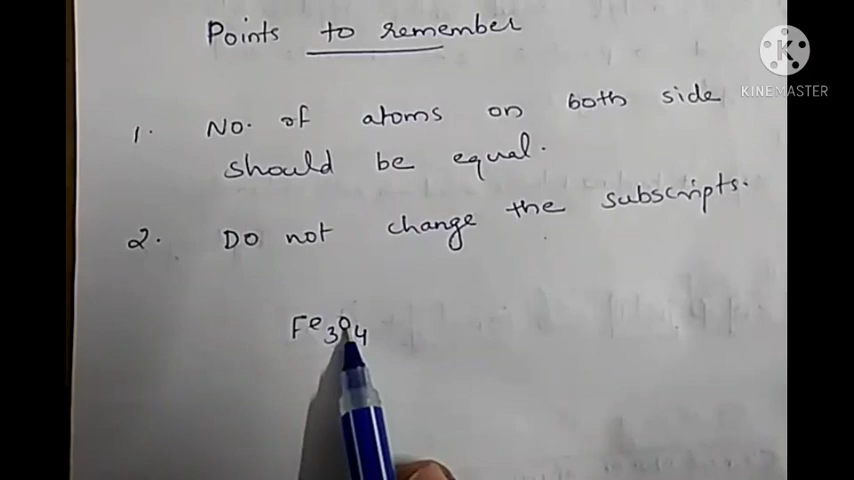 Points to remember
K
KINEMASTER
1. No. of atoms on both side
should be equal.
2. Do not change the subscripts.
Fe3O4